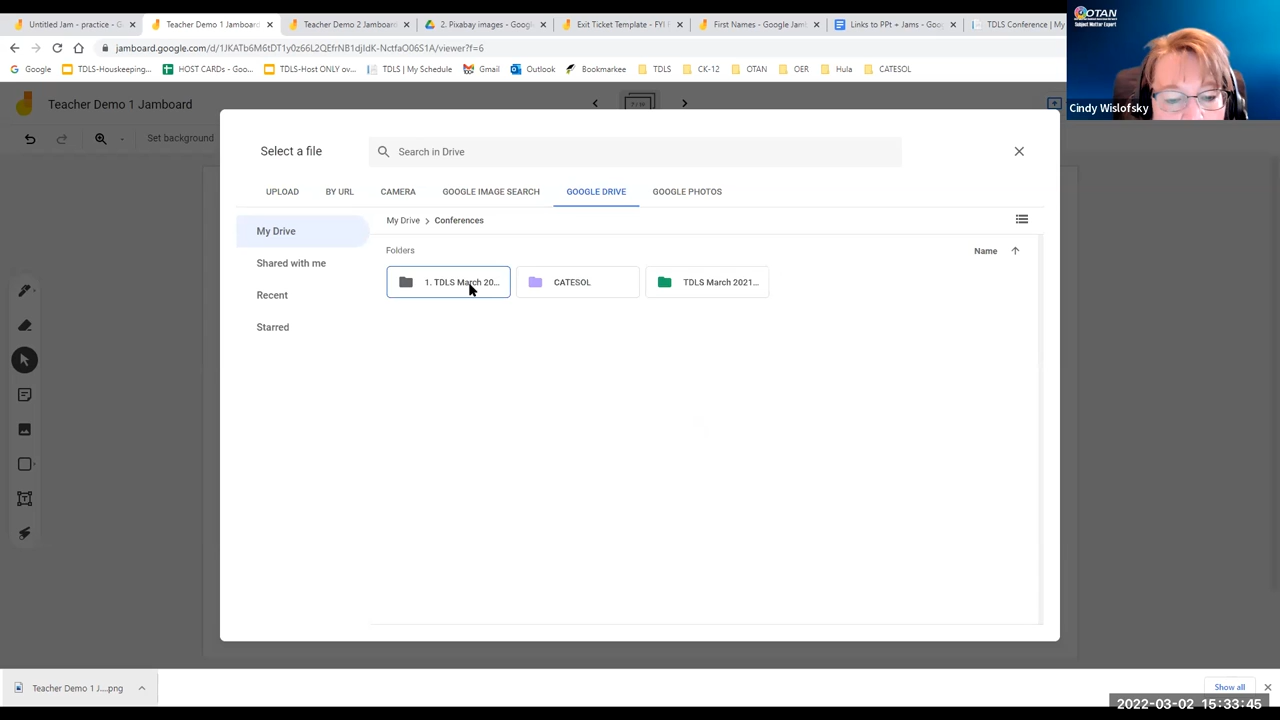 Untitled Jam - practice - G
Teacher Demo 1 Jamboard
Teacher Demo 2 Jamboard
2. Pixabay images - Google
Exit Ticket Template - FYI
First Names - Google Jam
Links to PPt + Jams - Goo
TDLS Conference | My
jamboard.google.com/d/1JKATb6M6tDT1y0z66L2QEfrNB1djIdK-NctfaO06S1A/viewer?f=6
Google
TDLS-Housekeeping...
HOST CARDs - Goo...
TDLS-Host ONLY ov...
TDLS | My Schedule
Gmail
Outlook
Bookmarkee
TDLS
CK-12
OTAN
OER
Hula
CATESOL
OTAN
Subject Matter Expert
Cindy Wislofsky
Teacher Demo 1 Jamboard
Set background
Select a file
Search in Drive
UPLOAD
BY URL
CAMERA
GOOGLE IMAGE SEARCH
GOOGLE DRIVE
GOOGLE PHOTOS
My Drive
Shared with me
Recent
Starred
My Drive > Conferences
Folders
Name
1. TDLS March 20...
CATESOL
TDLS March 2021...
Teacher Demo 1 J....png
Show all
2022-03-02 15:33:45